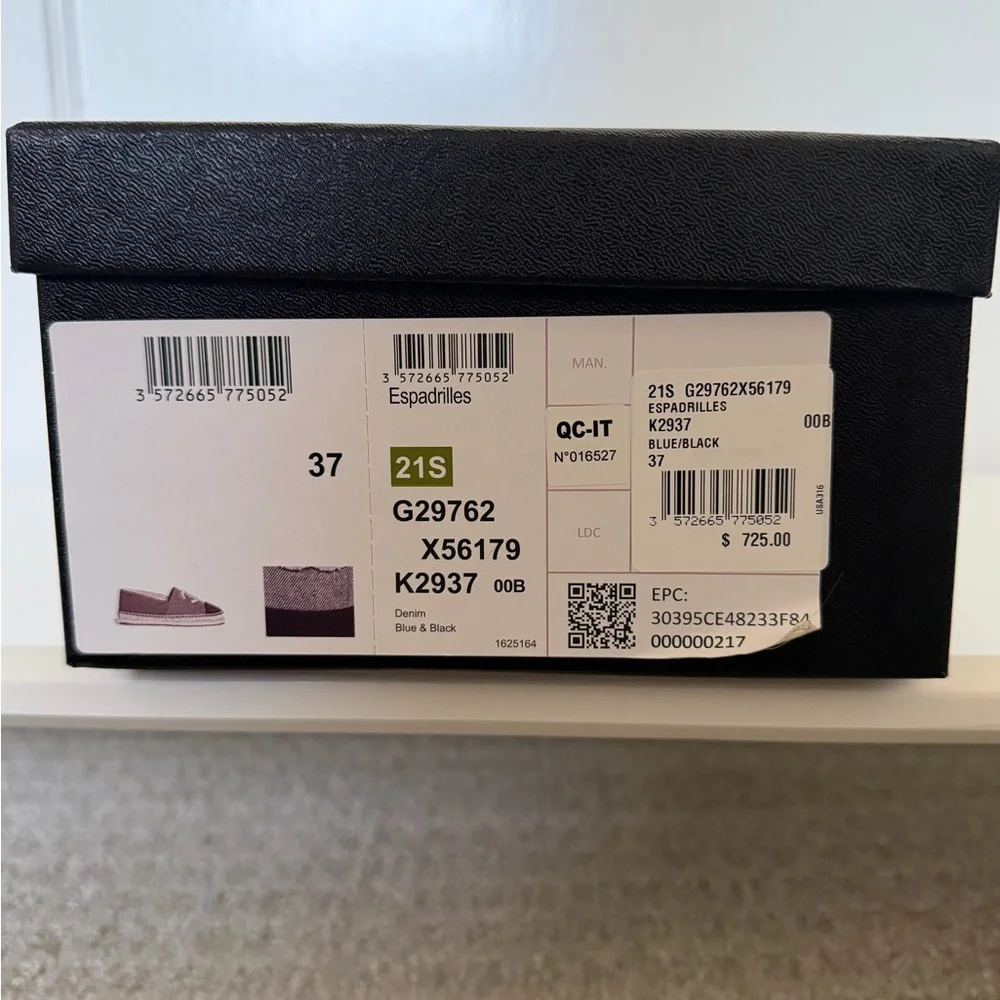 3 572665 775052
37
3 572665 775052
Espadrilles
21S
G29762
X56179
K2937 00B
Denim
Blue & Black
1625164
MAN.
QC-IT
N°016527
LDC
21S G29762X56179
ESPADRILLES
K2937 00B
BLUE/BLACK
37
3 572665 775052
$ 725.00
USA316
EPC:
30395CE48233F84
000000217